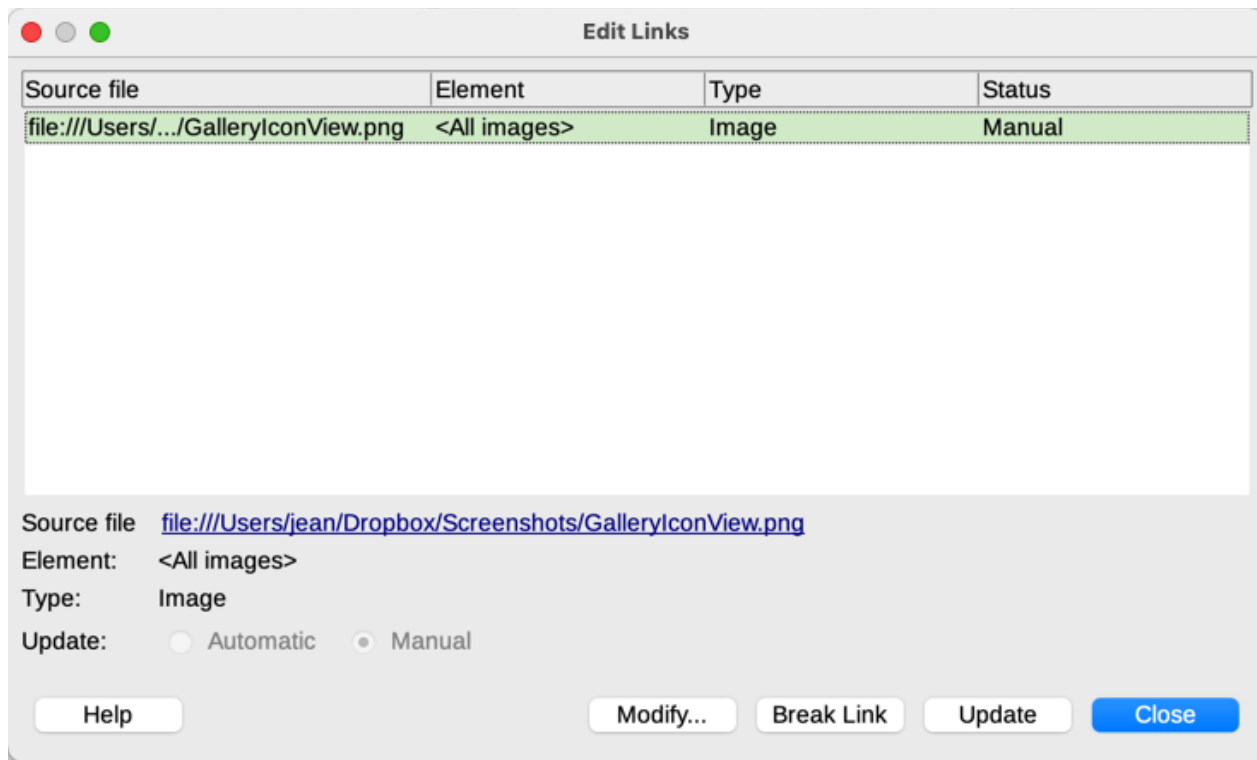 Edit Links
Source file Element Type Status
file:///Users/.../GalleryIconView.png <All images> Image Manual
Source file file:///Users/jean/Dropbox/Screenshots/GalleryIconView.png
Element: <All images>
Type: Image
Update: Automatic Manual
Help Modify... Break Link Update Close